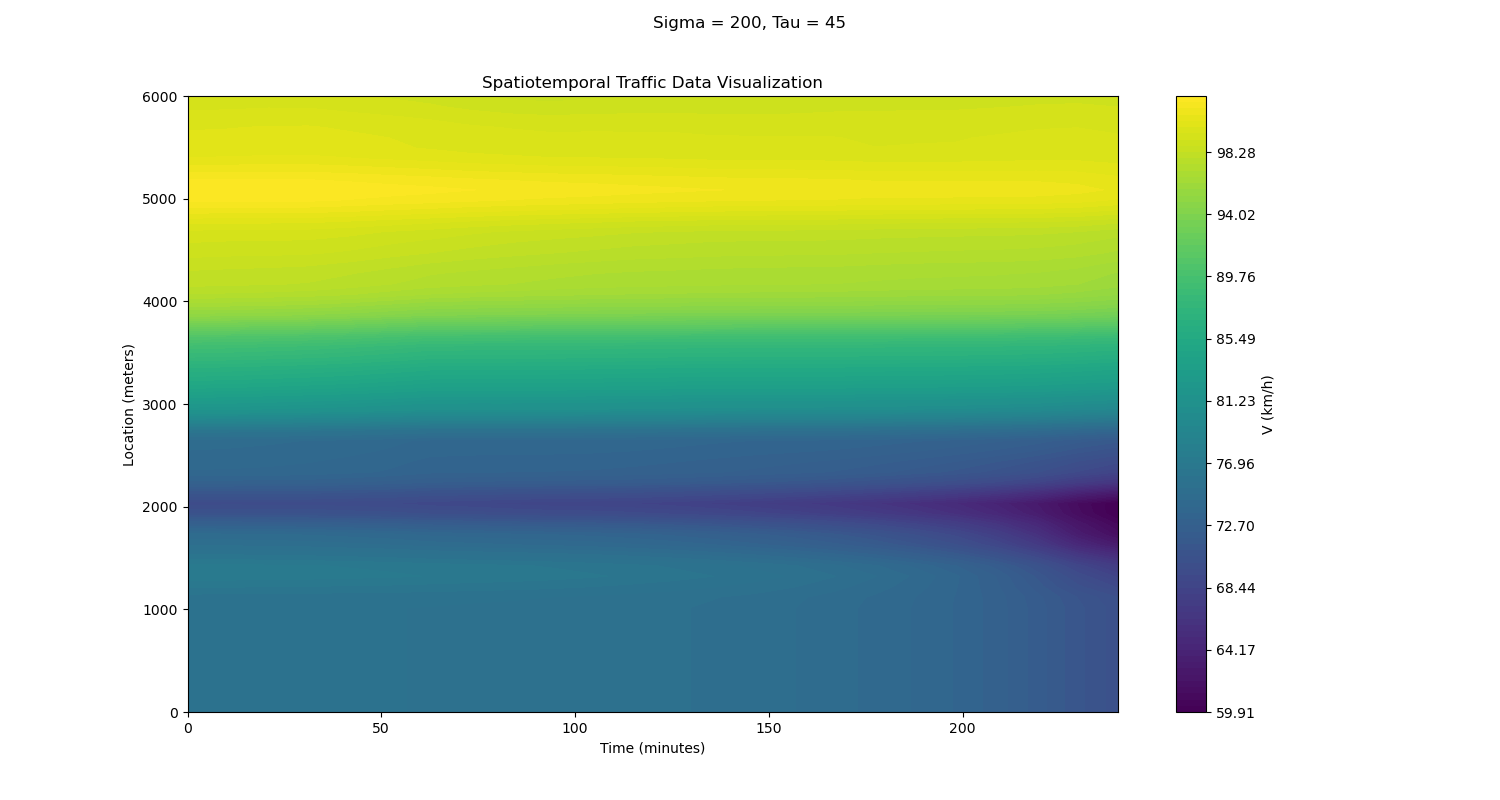 Sigma = 200, Tau = 45
Spatiotemporal Traffic Data Visualization
6000
5000
4000
3000
2000
1000
0
Location (meters)
0 50 100 150 200
Time (minutes)
98.28
94.02
89.76
85.49
81.23
76.96
72.70
68.44
64.17
59.91
V (km/h)